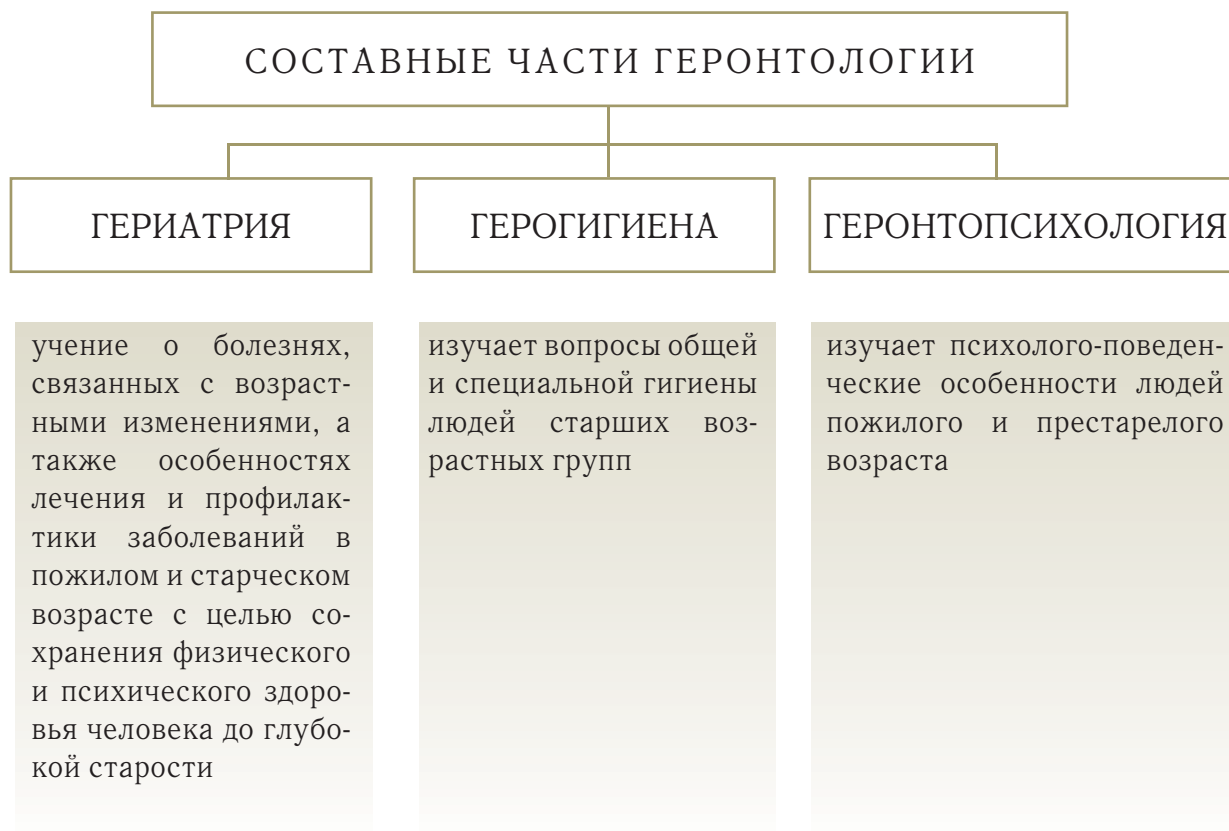 СОСТАВНЫЕ ЧАСТИ ГЕРОНТОЛОГИИ
ГЕРИАТРИЯ
ГЕРОГИГИЕНА
ГЕРОНТОПСИХОЛОГИЯ
учение о болезнях,
связанных с возраст-
ными изменениями, а
также особенностях
лечения и профилак-
тики заболеваний в
пожилом и старческом
возрасте с целью со-
хранения физического
и психического здоро-
вья человека до глубо-
кой старости
изучает вопросы общей
и специальной гигиены
людей старших воз-
растных групп
изучает психолого-поведен-
ческие особенности людей
пожилого и престарелого
возраста